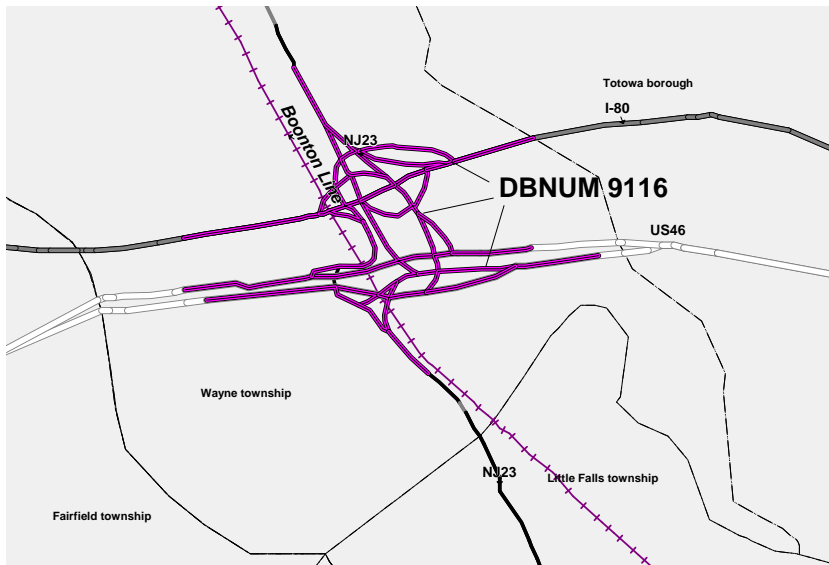 Totowa borough
I-80
Boonton Line
NJ23
DBNUM 9116
US46
Wayne township
NJ23
Little Falls township
Fairfield township